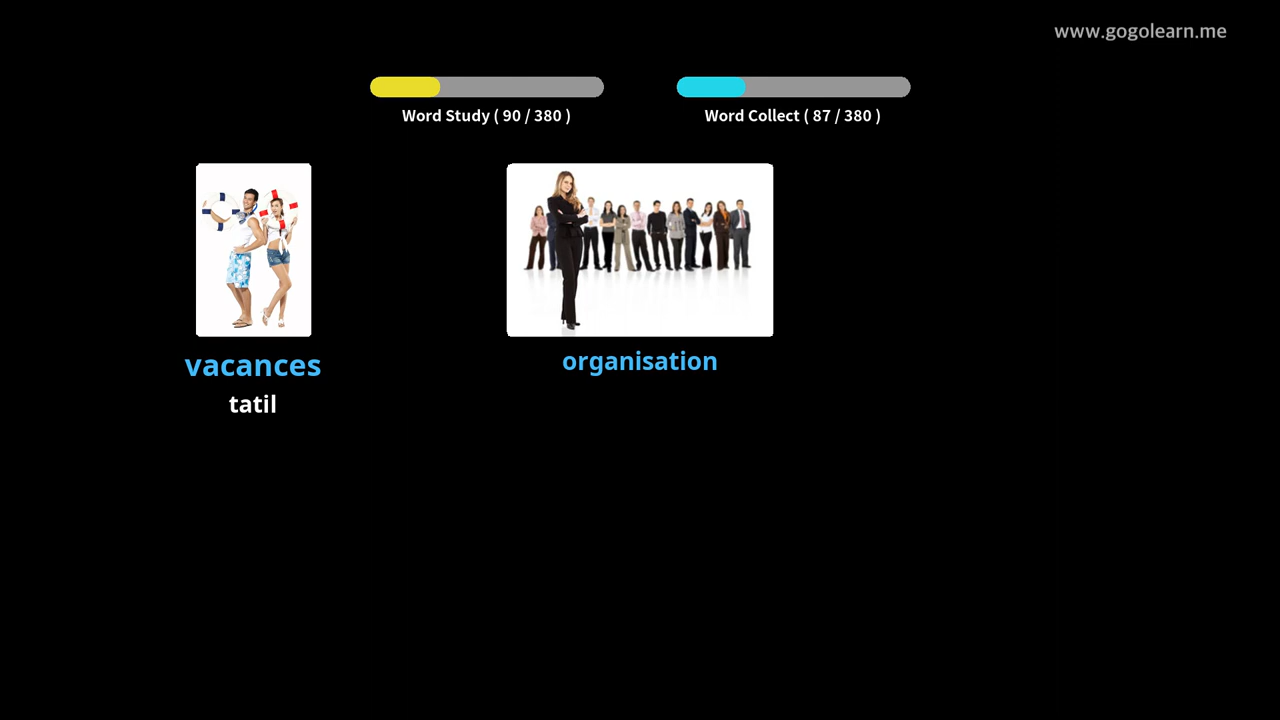 www.gogolearn.me
Word Study ( 90 / 380 )
Word Collect ( 87 / 380 )
vacances
tatil
organisation